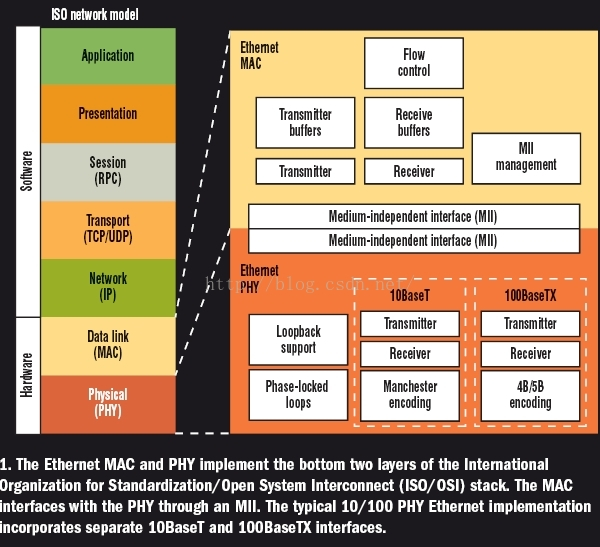 ISO network model
Software
Hardware
Application
Presentation
Session
(RPC)
Transport
(TCP/UDP)
Network
(IP)
Data link
(MAC)
Physical
(PHY)
Ethernet
MAC
Flow
control
Transmitter
buffers
Receive
buffers
MII
management
Transmitter
Receiver
Medium-independent interface (MII)
Medium-independent interface (MII)
Ethernet
PHY
http://blog.csdn.net/
Loopback
support
Phase-locked
loops
10BaseT
Transmitter
Receiver
Manchester
encoding
100BaseTX
Transmitter
Receiver
4B/5B
encoding
1. The Ethernet MAC and PHY implement the bottom two layers of the International
Organization for Standardization/Open System Interconnect (ISO/OSI) stack. The MAC
interfaces with the PHY through an MII. The typical 10/100 PHY Ethernet implementation
incorporates separate 10BaseT and 100BaseTX interfaces.